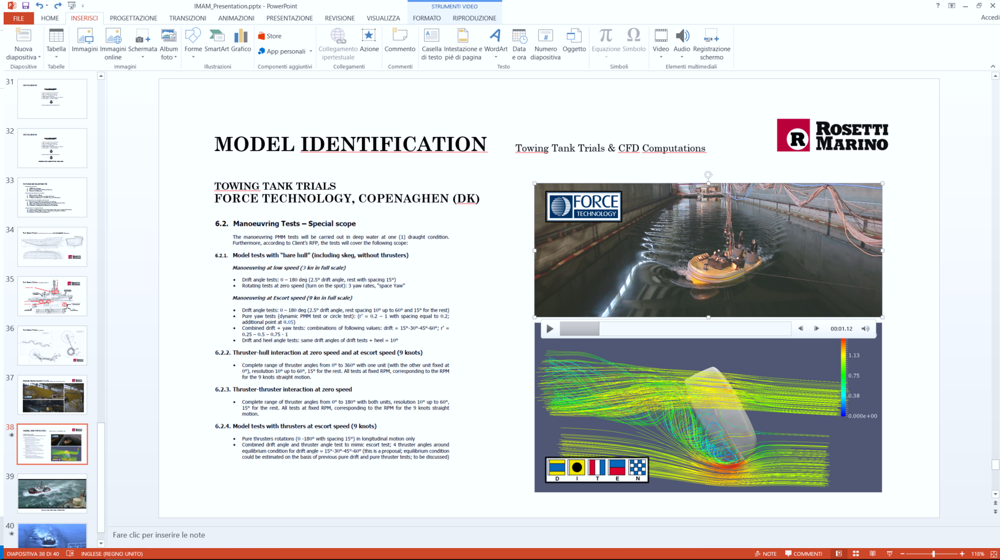 IMAM_Presentation.pptx - PowerPoint
STRUMENTI VIDEO
FILE
HOME
INSERISCI
PROGETTAZIONE
TRANSIZIONI
ANIMAZIONI
PRESENTAZIONE
REVISIONE
VISUALIZZA
FORMATO
RIPRODUZIONE
Accedi
Nuova
diapositiva
Tabella
Immagini
Immagini
online
Schermata
Album
foto
Forme
SmartArt
Grafico
Store
App personali
Collegamento
ipertestuale
Azione
Commento
Casella
di testo
Intestazione e
piè di pagina
WordArt
Data
e ora
Numero
diapositiva
Oggetto
Equazione
Simbolo
Video
Audio
Registrazione
schermo
Diapositive
Tabelle
Immagini
Illustrazioni
Componenti aggiuntivi
Collegamenti
Commenti
Testo
Simboli
Elementi multimediali
31
32
33
34
35
36
37
38
39
40
MODEL IDENTIFICATION
Towing Tank Trials & CFD Computations
ROSETTI
MARINO
TOWING TANK TRIALS
FORCE TECHNOLOGY, COPENAGHEN (DK)
6.2. Manoeuvring Tests – Special scope
The manoeuvring PMM tests will be carried out in deep water at one (1) draught condition.
Furthermore, according to Client's RFP, the tests will cover the following scope:
6.2.1. Model tests with "bare hull" (including skeg, without thrusters)
Manoeuvring at low speed (3 kn in full scale)
• Drift angle tests: 0 – 180 deg (2.5° drift angle, rest with spacing 15°)
• Rotating tests at zero speed (turn on the spot): 3 yaw rates, "space Yaw"
Manoeuvring at Escort speed (9 kn in full scale)
• Drift angle tests: 0 – 180 deg (2.5° drift angle, rest spacing 10° up to 60° and 15° for the rest)
• Pure yaw tests (dynamic PMM test or circle test): (r' = 0.2 – 1 with spacing equal to 0.2;
additional point at 0.05)
• Combined drift + yaw tests: combinations of following values: drift = 15°-30°-45°-60°; r' =
0.25 – 0.5 – 0.75 - 1
• Drift and heel angle tests: same drift angles of drift tests + heel = 10°
6.2.2. Thruster-hull interaction at zero speed and at escort speed (9 knots)
• Complete range of thruster angles from 0° to 360° with one unit (with the other unit fixed at
0°), resolution 10° up to 60°, 15° for the rest. All tests at fixed RPM, corresponding to the RPM
for the 9 knots straight motion.
6.2.3. Thruster-thruster interaction at zero speed
• Complete range of thruster angles from 0° to 180° with both units, resolution 10° up to 60°,
15° for the rest. All tests at fixed RPM, corresponding to the RPM for the 9 knots straight
motion.
6.2.4. Model tests with thrusters at escort speed (9 knots)
• Pure thrusters rotations (0 -180° with spacing 15°) in longitudinal motion only
• Combined drift angle and thruster angle test to mimic escort test; 4 thruster angles around
equilibrium condition for drift angle = 15°-30°-45°-60° (this is a proposal; equilibrium condition
could be estimated on the basis of previous pure drift and pure thruster tests; to be discussed)
FORCE
TECHNOLOGY
00:01.12
1.13
0.75
0.38
0.000e+00
D I T E N
Fare clic per inserire le note
DIAPOSITIVA 38 DI 40
INGLESE (REGNO UNITO)
NOTE
COMMENTI
118%